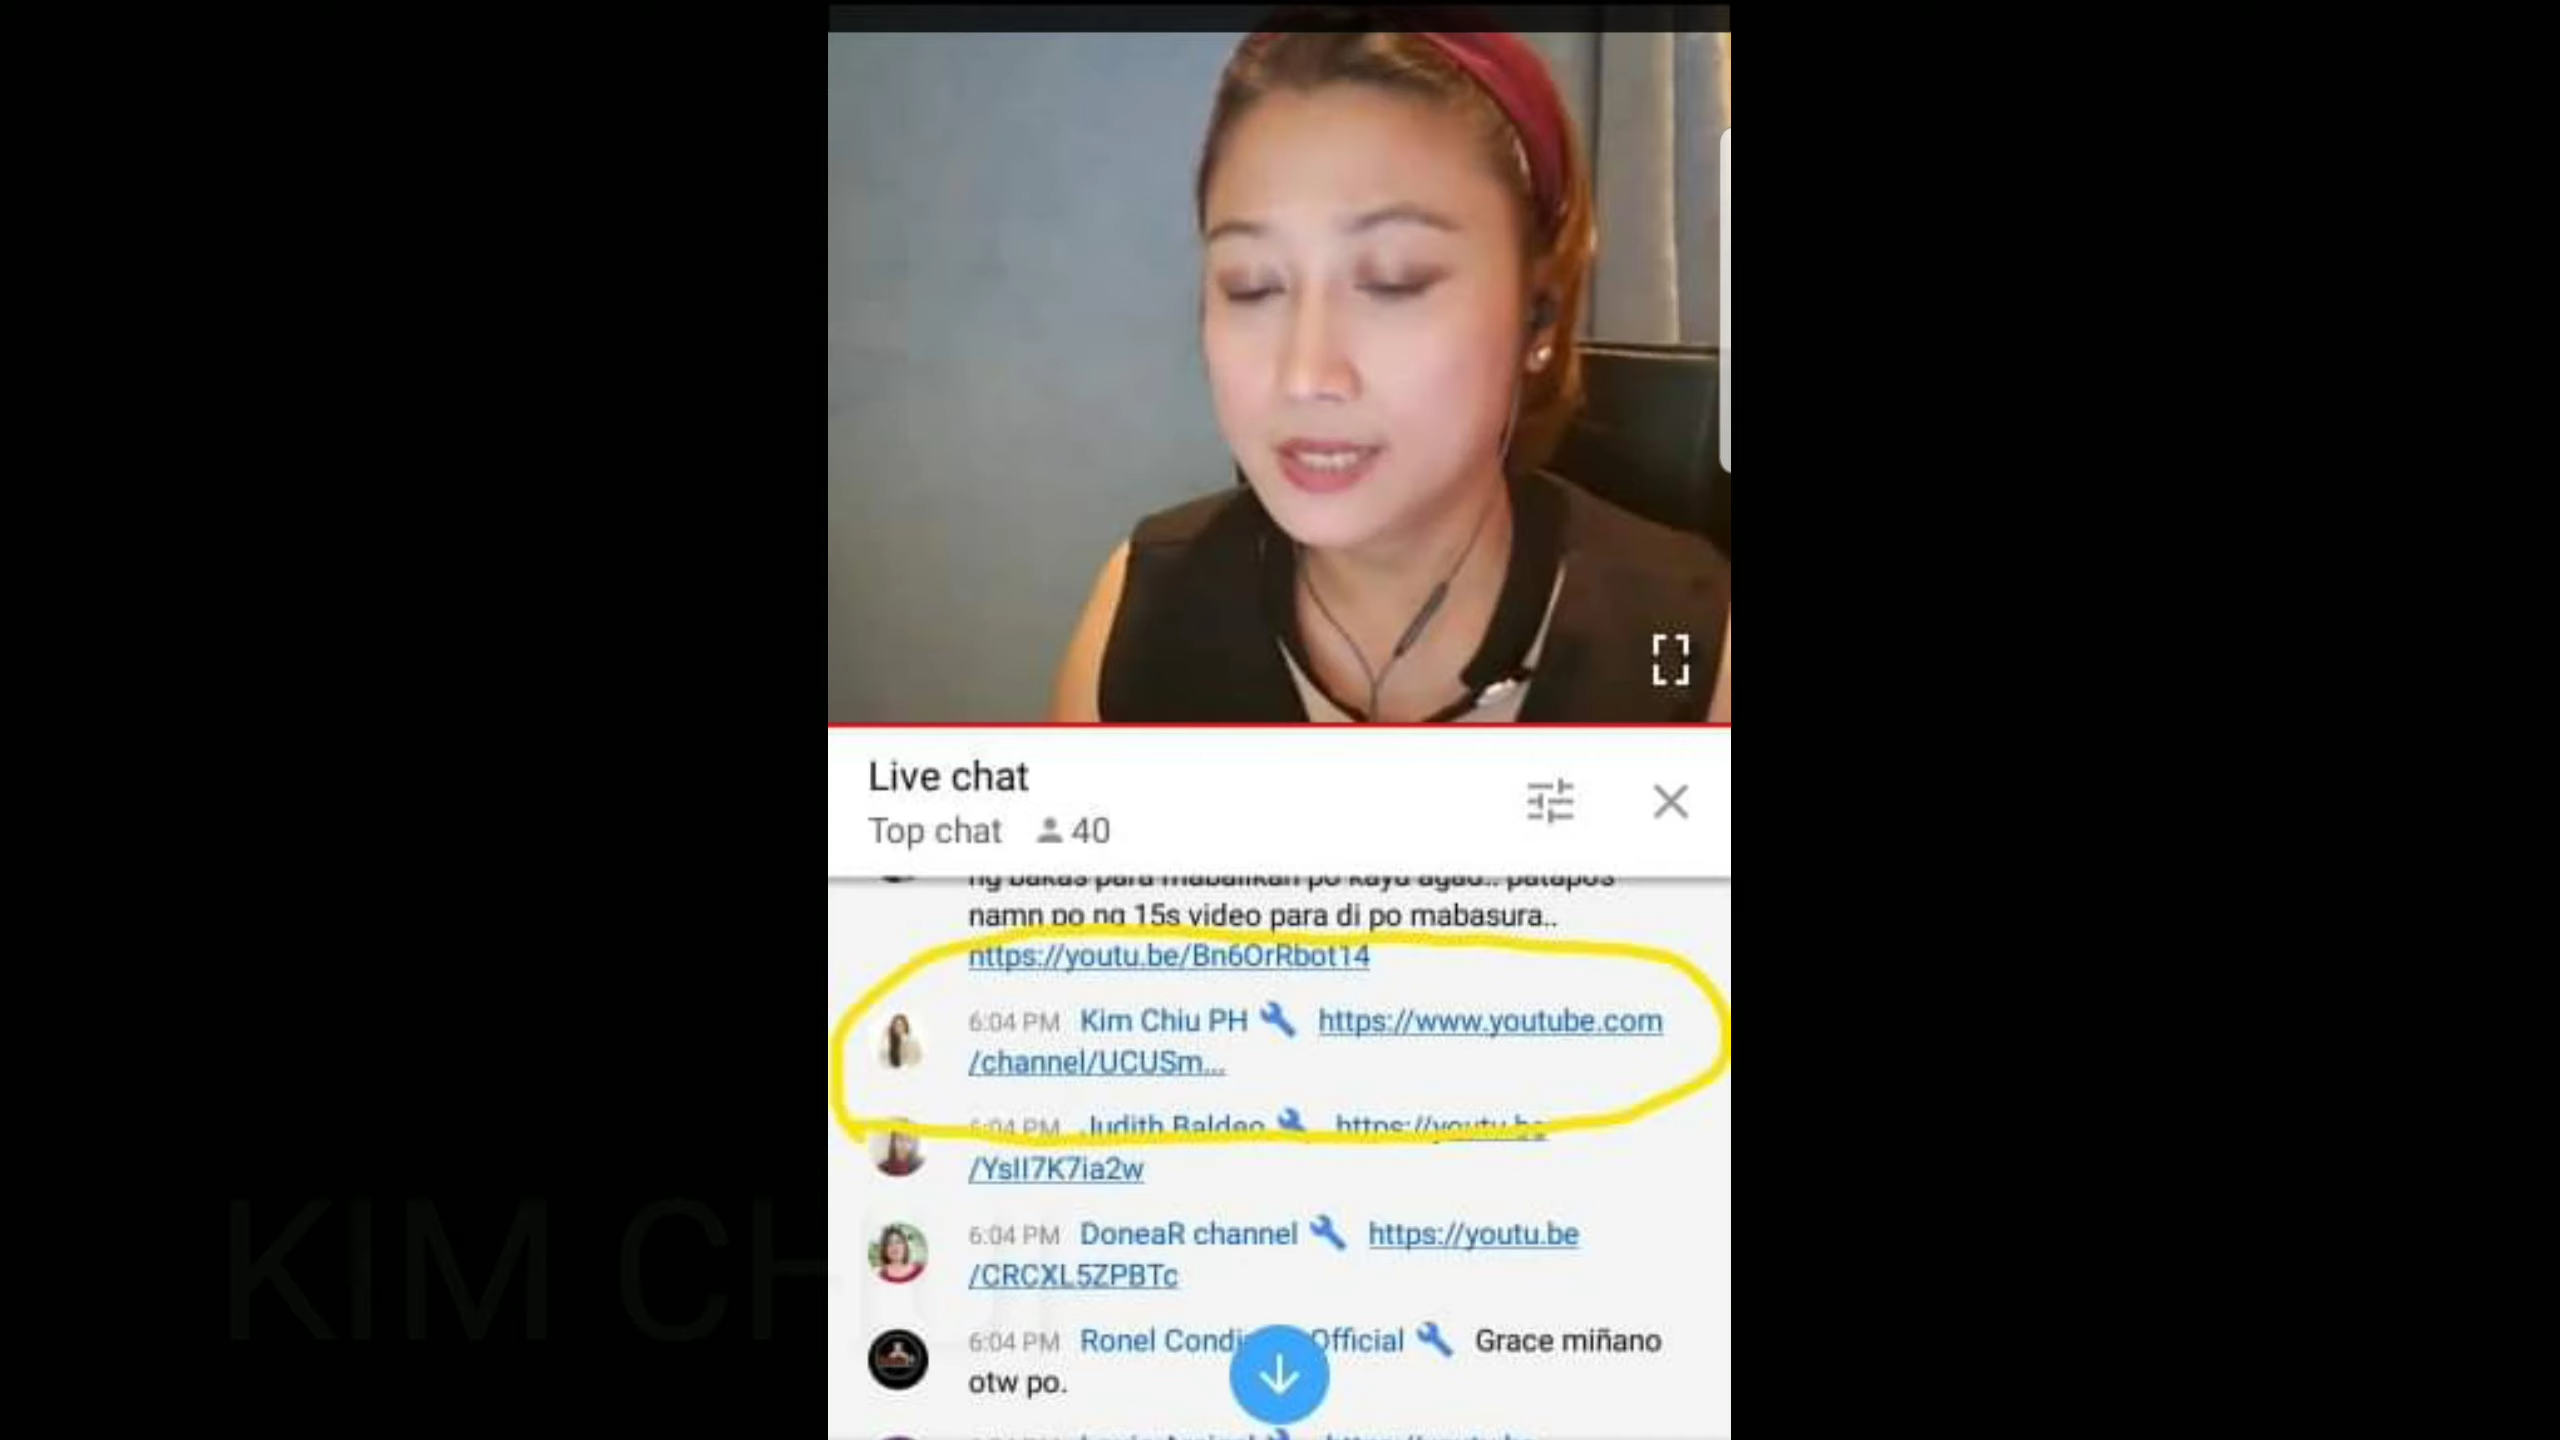 Live chat
Top chat 40
ng bakas para mabalikan po kayo agad.. patapos
namn po ng 15s video para di po mabasura..
https://youtu.be/Bn6OrRbot14
6:04 PM Kim Chiu PH https://www.youtube.com
/channel/UCUSm...
6:04 PM Judith Baldeo https://youtu.be
/YsII7K7ia2w
6:04 PM DoneaR channel https://youtu.be
/CRCXL5ZPBTc
6:04 PM Ronel Condi Official Grace miñano
otw po.
KIM CHIU